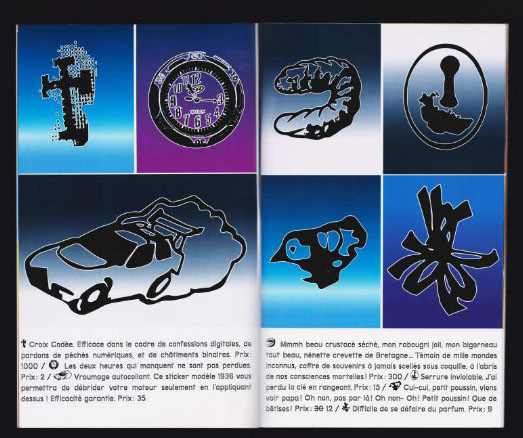 Croix Codée, Efficace dans le cadre de confessions digitales, de
pardons de péchés numériques, et de châtiments binaires. Prix:
1000 / Les deux heures qui manquent ne sont pas perdues.
Prix: 2 / Vroumage autocollant. Ce sticker modèle 1936 vous
permettra de débrider votre moteur seulement en l'appliquant
dessus ! Efficacité garantie. Prix: 35
Mmmh beau crustacé séché, mon rabougri joli, mon bigorneau
tout beau, nénette crevette de Bretagne... Témoin de mille mondes
inconnus, coffre de souvenirs à jamais scellés sous coquille, à l'abris
de nos consciences mortelles ! Prix: 300 / Serrure inviolable. J'ai
perdu la clé en rangeant. Prix: 15 / Cui-cui, petit poussin, viens
voir papa ! Oh non, pas par là ! Oh non- Oh ! Petit poussin ! Que de
bêtises ! Prix: 30 12 / Difficile de se défaire du parfum. Prix: 9